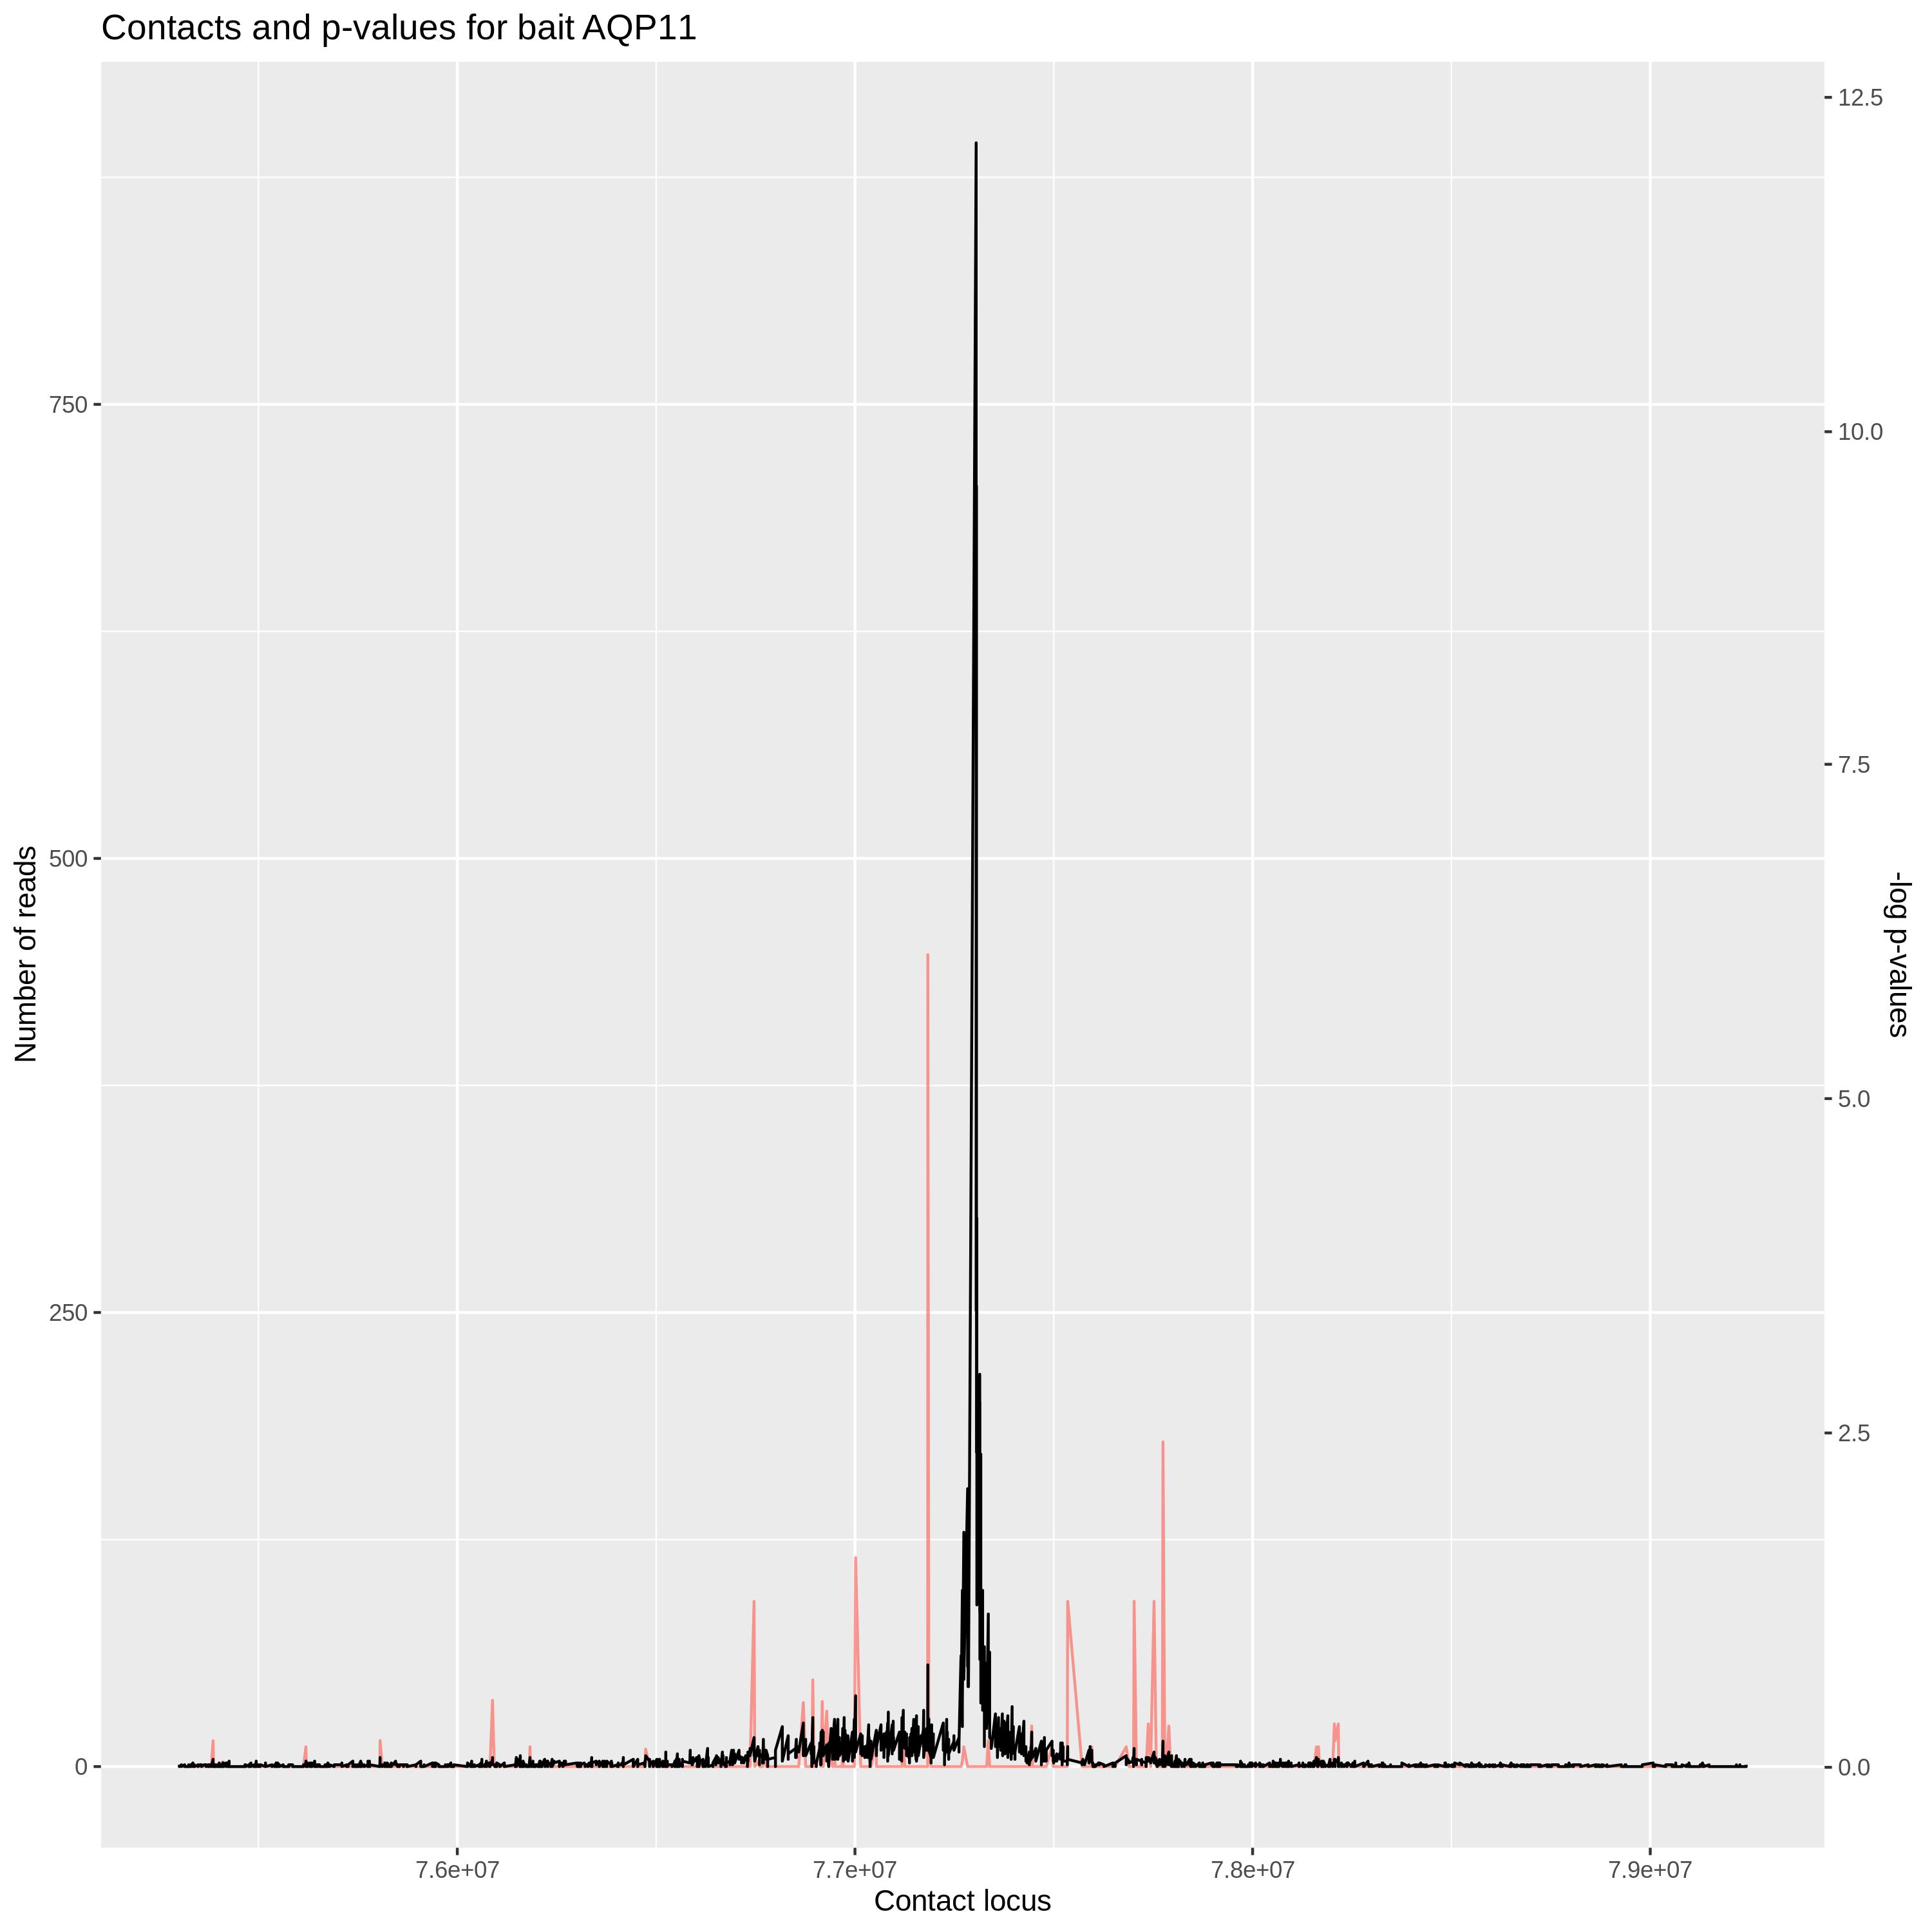 Contacts and p-values for bait AQP11
12.5
750
10.0
7.5
500
Number of reads
-log p-values
5.0
250
2.5
0
0.0
7.6e+07 7.7e+07 7.8e+07 7.9e+07
Contact locus